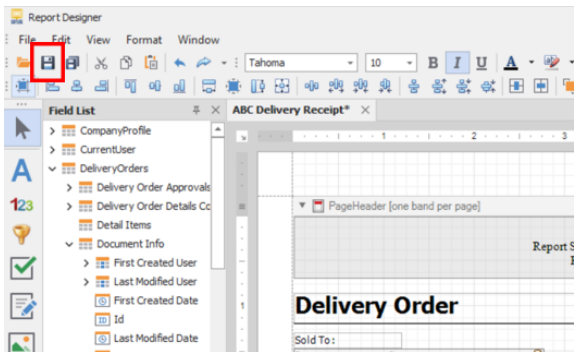 Report Designer
File Edit View Format Window
Tahoma 10 B I U A
Field List
ABC Delivery Receipt*
CompanyProfile
CurrentUser
DeliveryOrders
Delivery Order Approvals
Delivery Order Details Co
Detail Items
Document Info
First Created User
Last Modified User
First Created Date
Id
Last Modified Date
A
123
1 2 3
PageHeader [one band per page]
Report S
Delivery Order
1
Sold To: